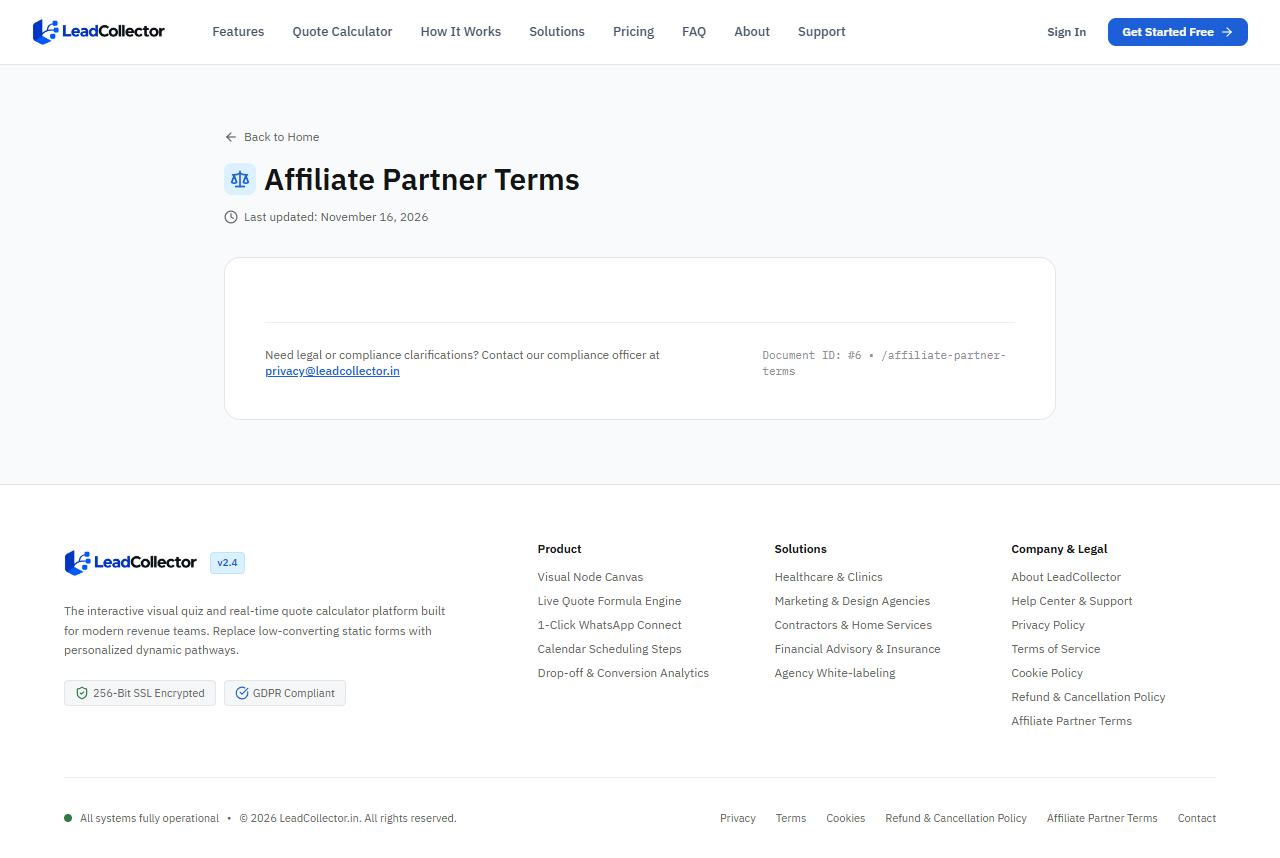 LeadCollector
Features
Quote Calculator
How It Works
Solutions
Pricing
FAQ
About
Support
Sign In
Get Started Free
Back to Home
Affiliate Partner Terms
Last updated: November 16, 2026
Need legal or compliance clarifications? Contact our compliance officer at
privacy@leadcollector.in
Document ID: #6 • /affiliate-partner-
terms
LeadCollector
v2.4
The interactive visual quiz and real-time quote calculator platform built
for modern revenue teams. Replace low-converting static forms with
personalized dynamic pathways.
256-Bit SSL Encrypted
GDPR Compliant
Product
Visual Node Canvas
Live Quote Formula Engine
1-Click WhatsApp Connect
Calendar Scheduling Steps
Drop-off & Conversion Analytics
Solutions
Healthcare & Clinics
Marketing & Design Agencies
Contractors & Home Services
Financial Advisory & Insurance
Agency White-labeling
Company & Legal
About LeadCollector
Help Center & Support
Privacy Policy
Terms of Service
Cookie Policy
Refund & Cancellation Policy
Affiliate Partner Terms
All systems fully operational • © 2026 LeadCollector.in. All rights reserved.
Privacy
Terms
Cookies
Refund & Cancellation Policy
Affiliate Partner Terms
Contact